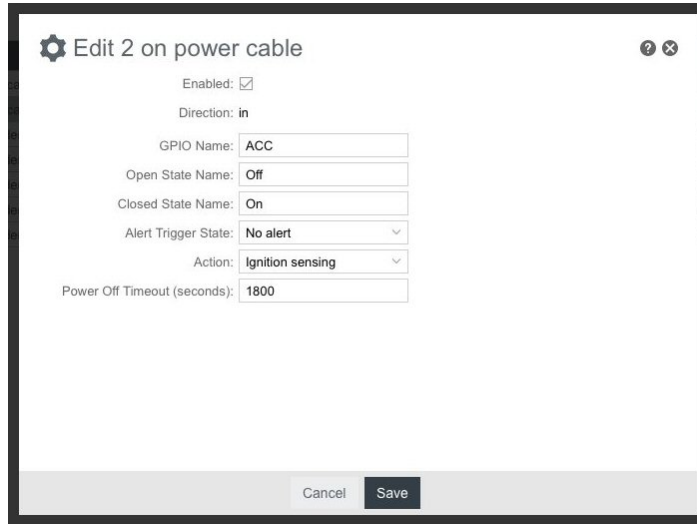 Edit 2 on power cable
Enabled:
Direction: in
GPIO Name: ACC
Open State Name: Off
Closed State Name: On
Alert Trigger State: No alert
Action: Ignition sensing
Power Off Timeout (seconds): 1800
Cancel Save